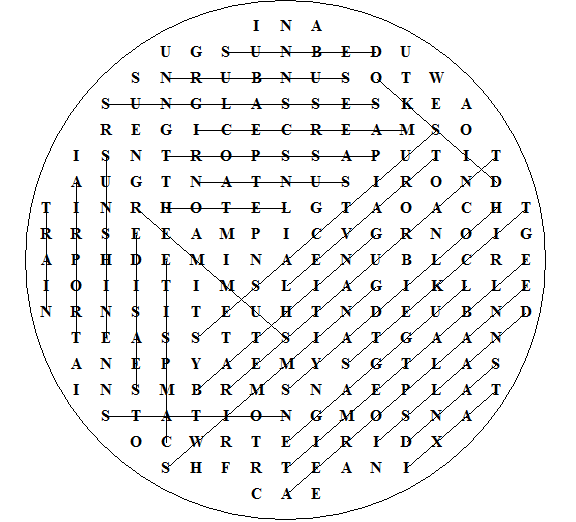 I N A
U G S U N B E D U
S N R U B N U S O T W
S U N G L A S S E S K E A
R E G I C E C R E A M S O
I S N T R O P S S A P U T I T
A U G T N A T N U S I R O N D
T I N R H O T E L G T A O A C H T
R R S E E A M P I C V G R N O I G
A P H D E M I N A E N U B L C R E
I O I I T I M S L I A G I K L L E
N R N S I T E U H T N D E U B N D
T E A S S T T S I A T G A A N
A N E P Y A E M Y S G T L A S
I N S M B R M S N A E P L A T
S T A T I O N G M O S N A
O C W R T E I R I D X
S H F R T E A N I
C A E